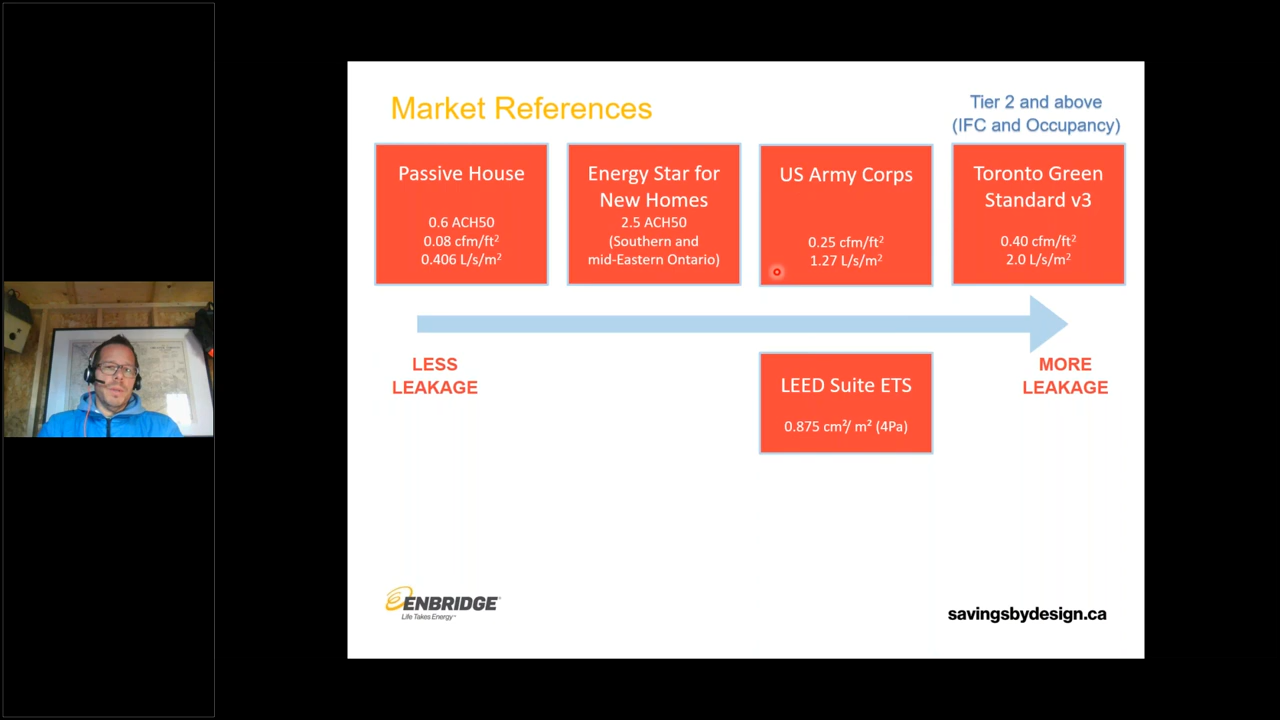 Market References
Tier 2 and above
(IFC and Occupancy)
Passive House
0.6 ACH50
0.08 cfm/ft²
0.406 L/s/m²
Energy Star for
New Homes
2.5 ACH50
(Southern and
mid-Eastern Ontario)
US Army Corps
0.25 cfm/ft²
1.27 L/s/m²
Toronto Green
Standard v3
0.40 cfm/ft²
2.0 L/s/m²
LESS
LEAKAGE
MORE
LEAKAGE
LEED Suite ETS
0.875 cm²/ m² (4Pa)
ENBRIDGE
Life Takes Energy™
savingsbydesign.ca